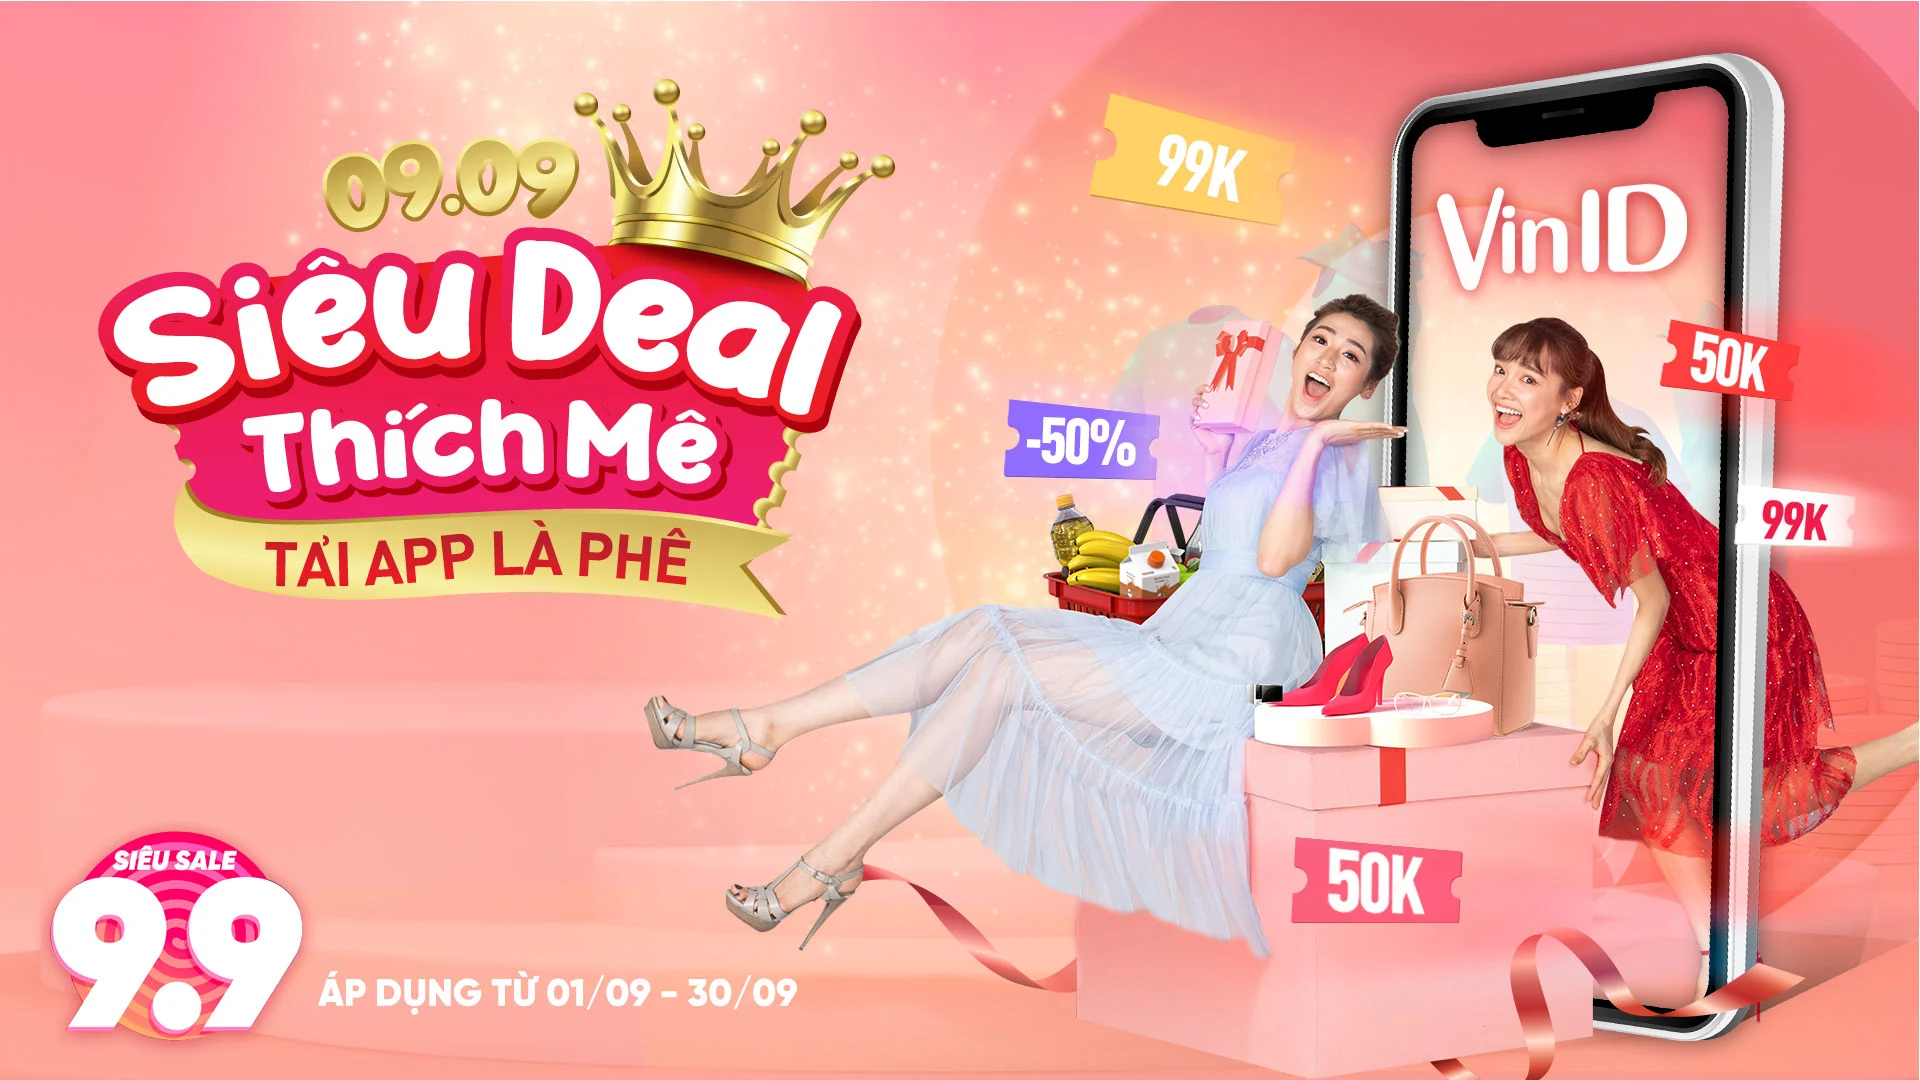 09.09
Siêu Deal
Thích Mê
TẢI APP LÀ PHÊ
99K
VinID
50K
-50%
99K
50K
SIÊU SALE
9.9
ÁP DỤNG TỪ 01/09 - 30/09